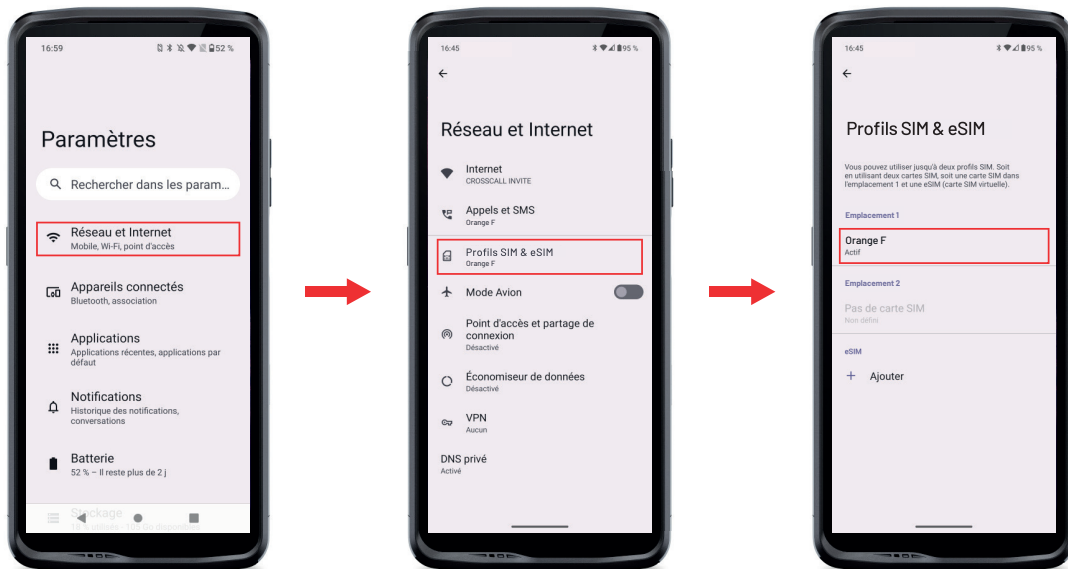 16:59
52 %
Paramètres
Rechercher dans les param...
Réseau et Internet
Mobile, Wi-Fi, point d'accès
Appareils connectés
Bluetooth, association
Applications
Applications récentes, applications par
défaut
Notifications
Historique des notifications,
conversations
Batterie
52 % – Il reste plus de 2 j
Stockage
18 % utilisés - 105 Go disponibles
16:45
95 %
Réseau et Internet
Internet
CROSSCALL INVITE
Appels et SMS
Orange F
Profils SIM & eSIM
Orange F
Mode Avion
Point d'accès et partage de
connexion
Désactivé
Économiseur de données
Désactivé
VPN
Aucun
DNS privé
Activé
16:45
95 %
Profils SIM & eSIM
Vous pouvez utiliser jusqu'à deux profils SIM. Soit
en utilisant deux cartes SIM, soit une carte SIM dans
l'emplacement 1 et une eSIM (carte SIM virtuelle).
Emplacement 1
Orange F
Actif
Emplacement 2
Pas de carte SIM
Non défini
eSIM
+ Ajouter